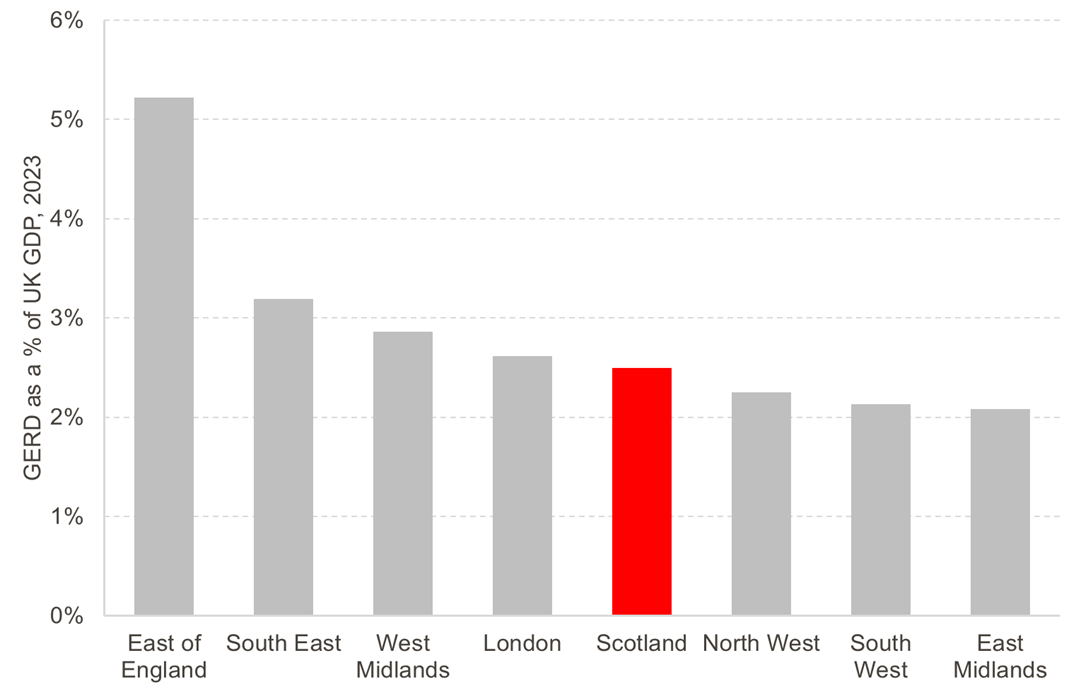 GERD as a % of UK GDP, 2023
6%
5%
4%
3%
2%
1%
0%
East of
England
South East
West
Midlands
London
Scotland
North West
South
West
East
Midlands